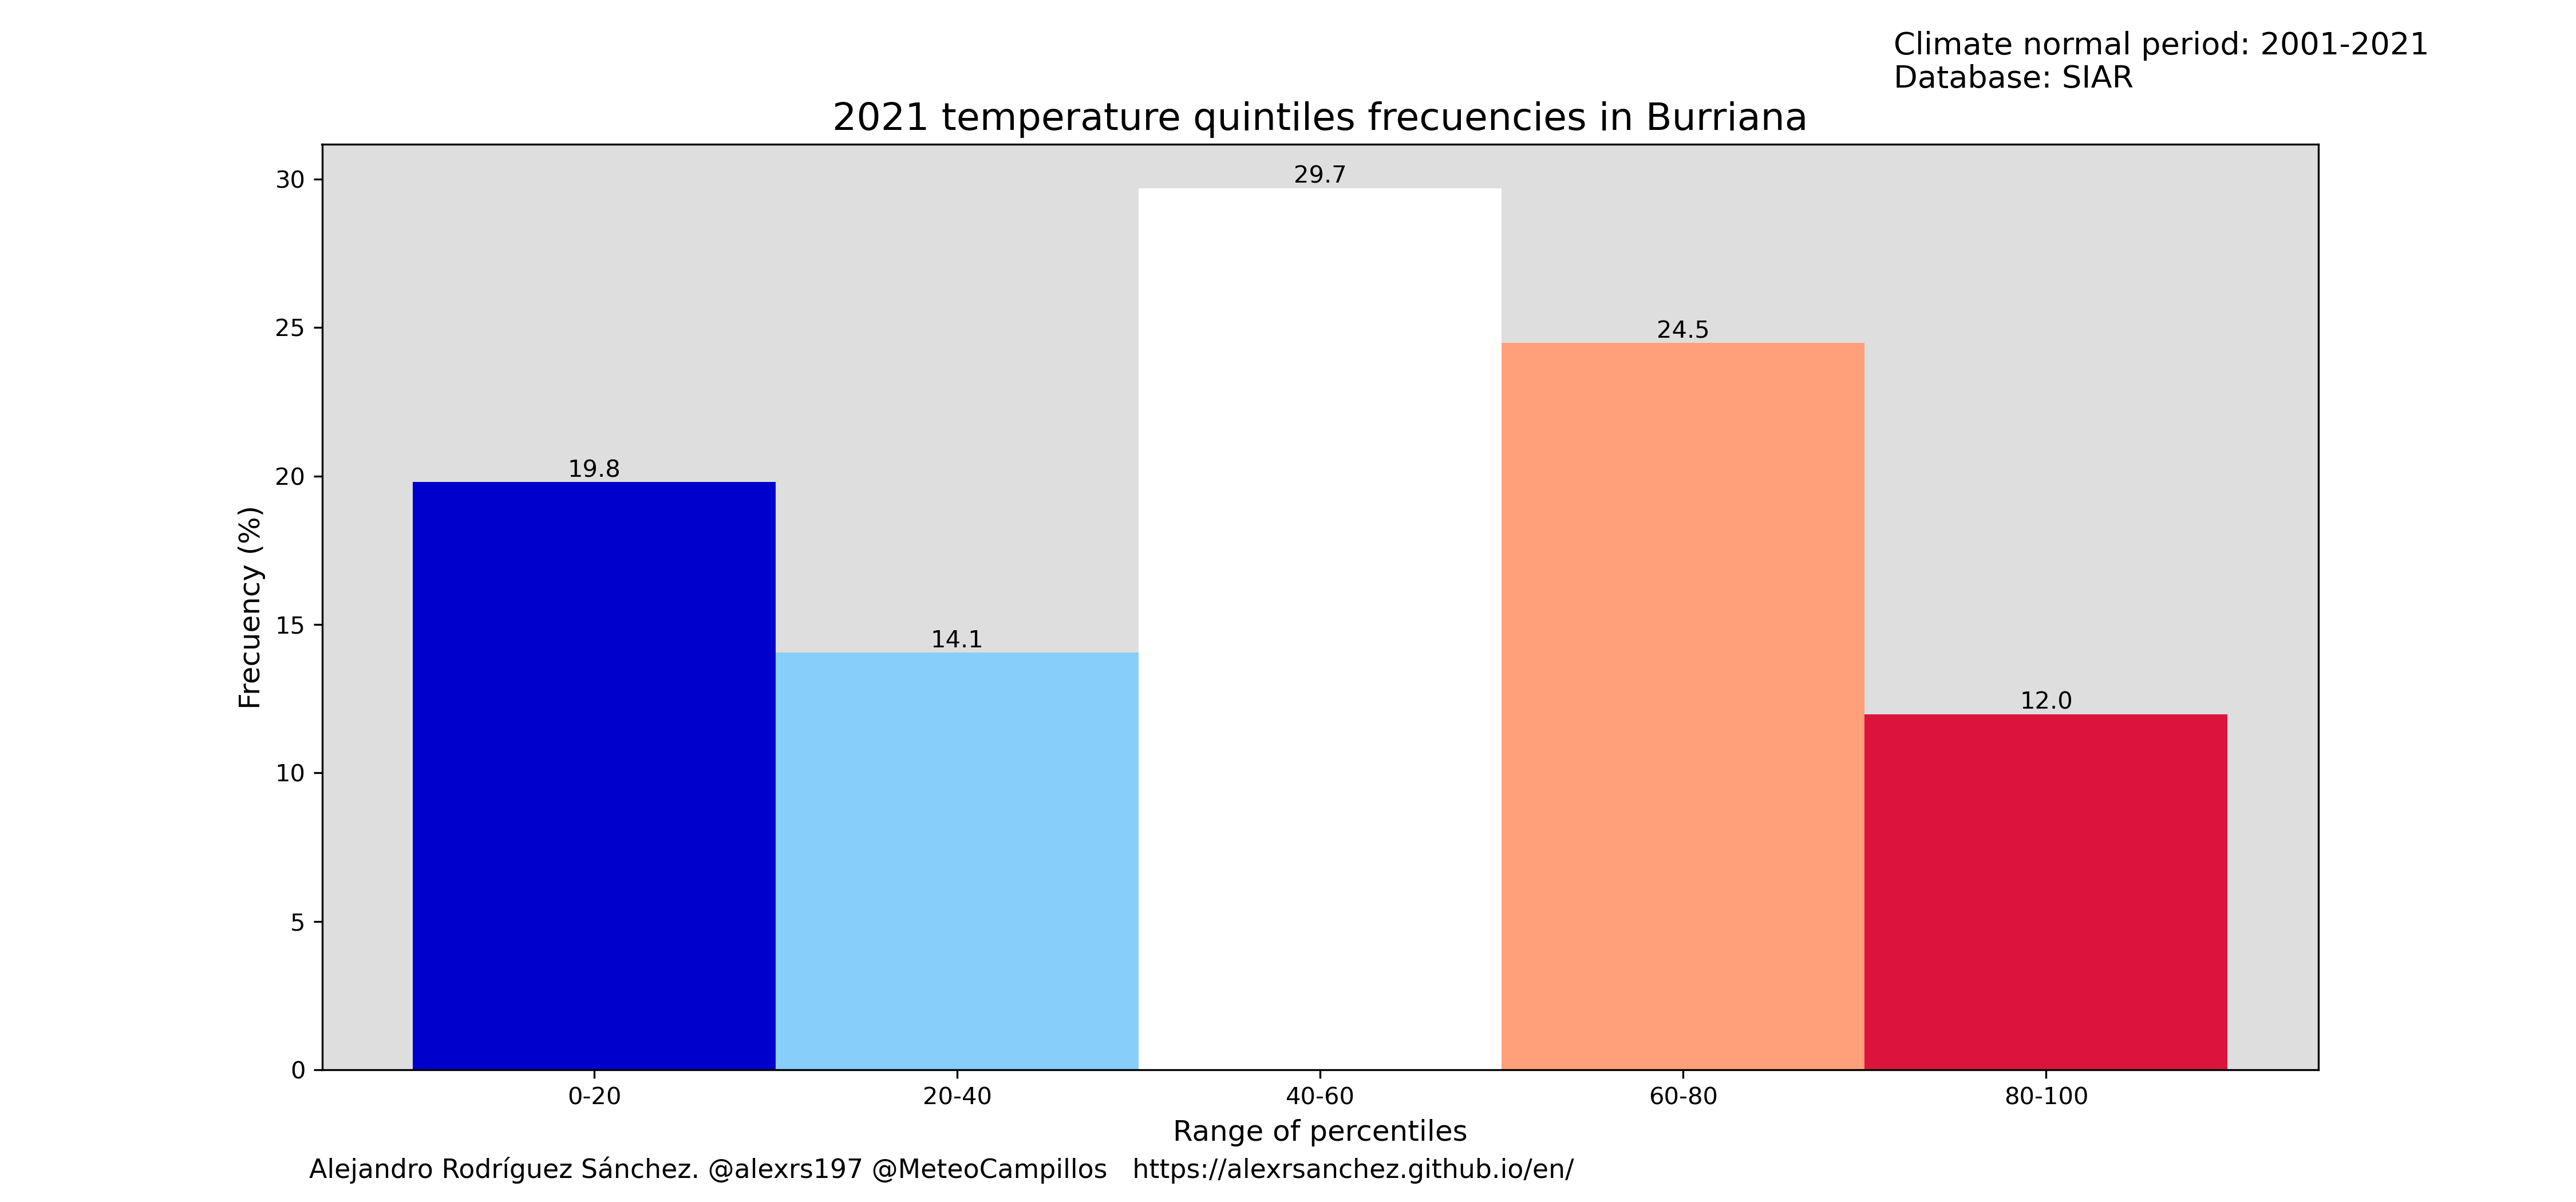 Climate normal period: 2001-2021
Database: SIAR
2021 temperature quintiles frecuencies in Burriana
30
25
20
15
10
5
0
Frecuency (%)
19.8
14.1
29.7
24.5
12.0
0-20
20-40
40-60
60-80
80-100
Range of percentiles
Alejandro Rodríguez Sánchez. @alexrs197 @MeteoCampillos https://alexrsanchez.github.io/en/